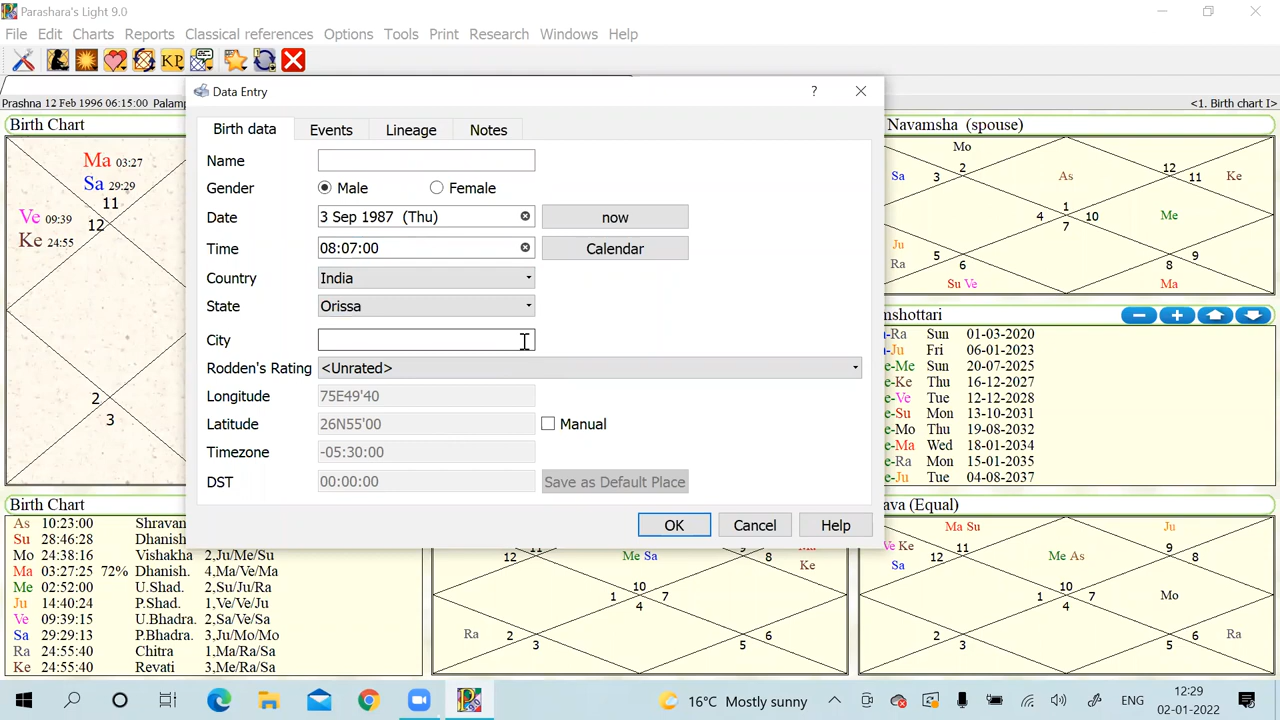 Parashara's Light 9.0
File Edit Charts Reports Classical references Options Tools Print Research Windows Help
KP
Prashna 12 Feb 1996 06:15:00 Palamp
<1. Birth chart I>
Birth Chart
Ma 03:27
Sa 29:29
11
Ve 09:39
12
Ke 24:55
2
3
Data Entry
?
Birth data Events Lineage Notes
Name
Gender Male Female
Date 3 Sep 1987 (Thu) now
Time 08:07:00 Calendar
Country India
State Orissa
City
Rodden's Rating <Unrated>
Longitude 75E49'40
Latitude 26N55'00 Manual
Timezone -05:30:00
DST 00:00:00 Save as Default Place
OK Cancel Help
Navamsha (spouse)
Mo
Sa 3 2 As 12 11 Ke
4 1 10 Me
7
Ju 5 9
Ra 6 8
Su Ve Ma
mshottari
-Ra Sun 01-03-2020
-Ju Fri 06-01-2023
e-Me Sun 20-07-2025
e-Ke Thu 16-12-2027
e-Ve Tue 12-12-2028
e-Su Mon 13-10-2031
e-Mo Thu 19-08-2032
e-Ma Wed 18-01-2034
e-Ra Mon 15-01-2035
e-Ju Tue 04-08-2037
Birth Chart
As 10:23:00 Shravan
Su 28:46:28 Dhanish
Mo 24:38:16 Vishakha 2,Ju/Me/Su
Ma 03:27:25 72% Dhanish. 4,Ma/Ve/Ma
Me 02:52:00 U.Shad. 2,Su/Ju/Ra
Ju 14:40:24 P.Shad. 1,Ve/Ve/Ju
Ve 09:39:15 U.Bhadra. 2,Sa/Ve/Sa
Sa 29:29:13 P.Bhadra. 3,Ju/Mo/Mo
Ra 24:55:40 Chitra 1,Ma/Ra/Sa
Ke 24:55:40 Revati 3,Me/Ra/Sa
12 Me Sa 8
Ke
10
1 7
4
Ra 2 6
3 5
ava (Equal)
Ma Su Ju
Ve Ke 11 9
Sa 12 Me As 8
10
1 7 Mo
4
2 6 Ra
3 5
16°C Mostly sunny
ENG
12:29
02-01-2022